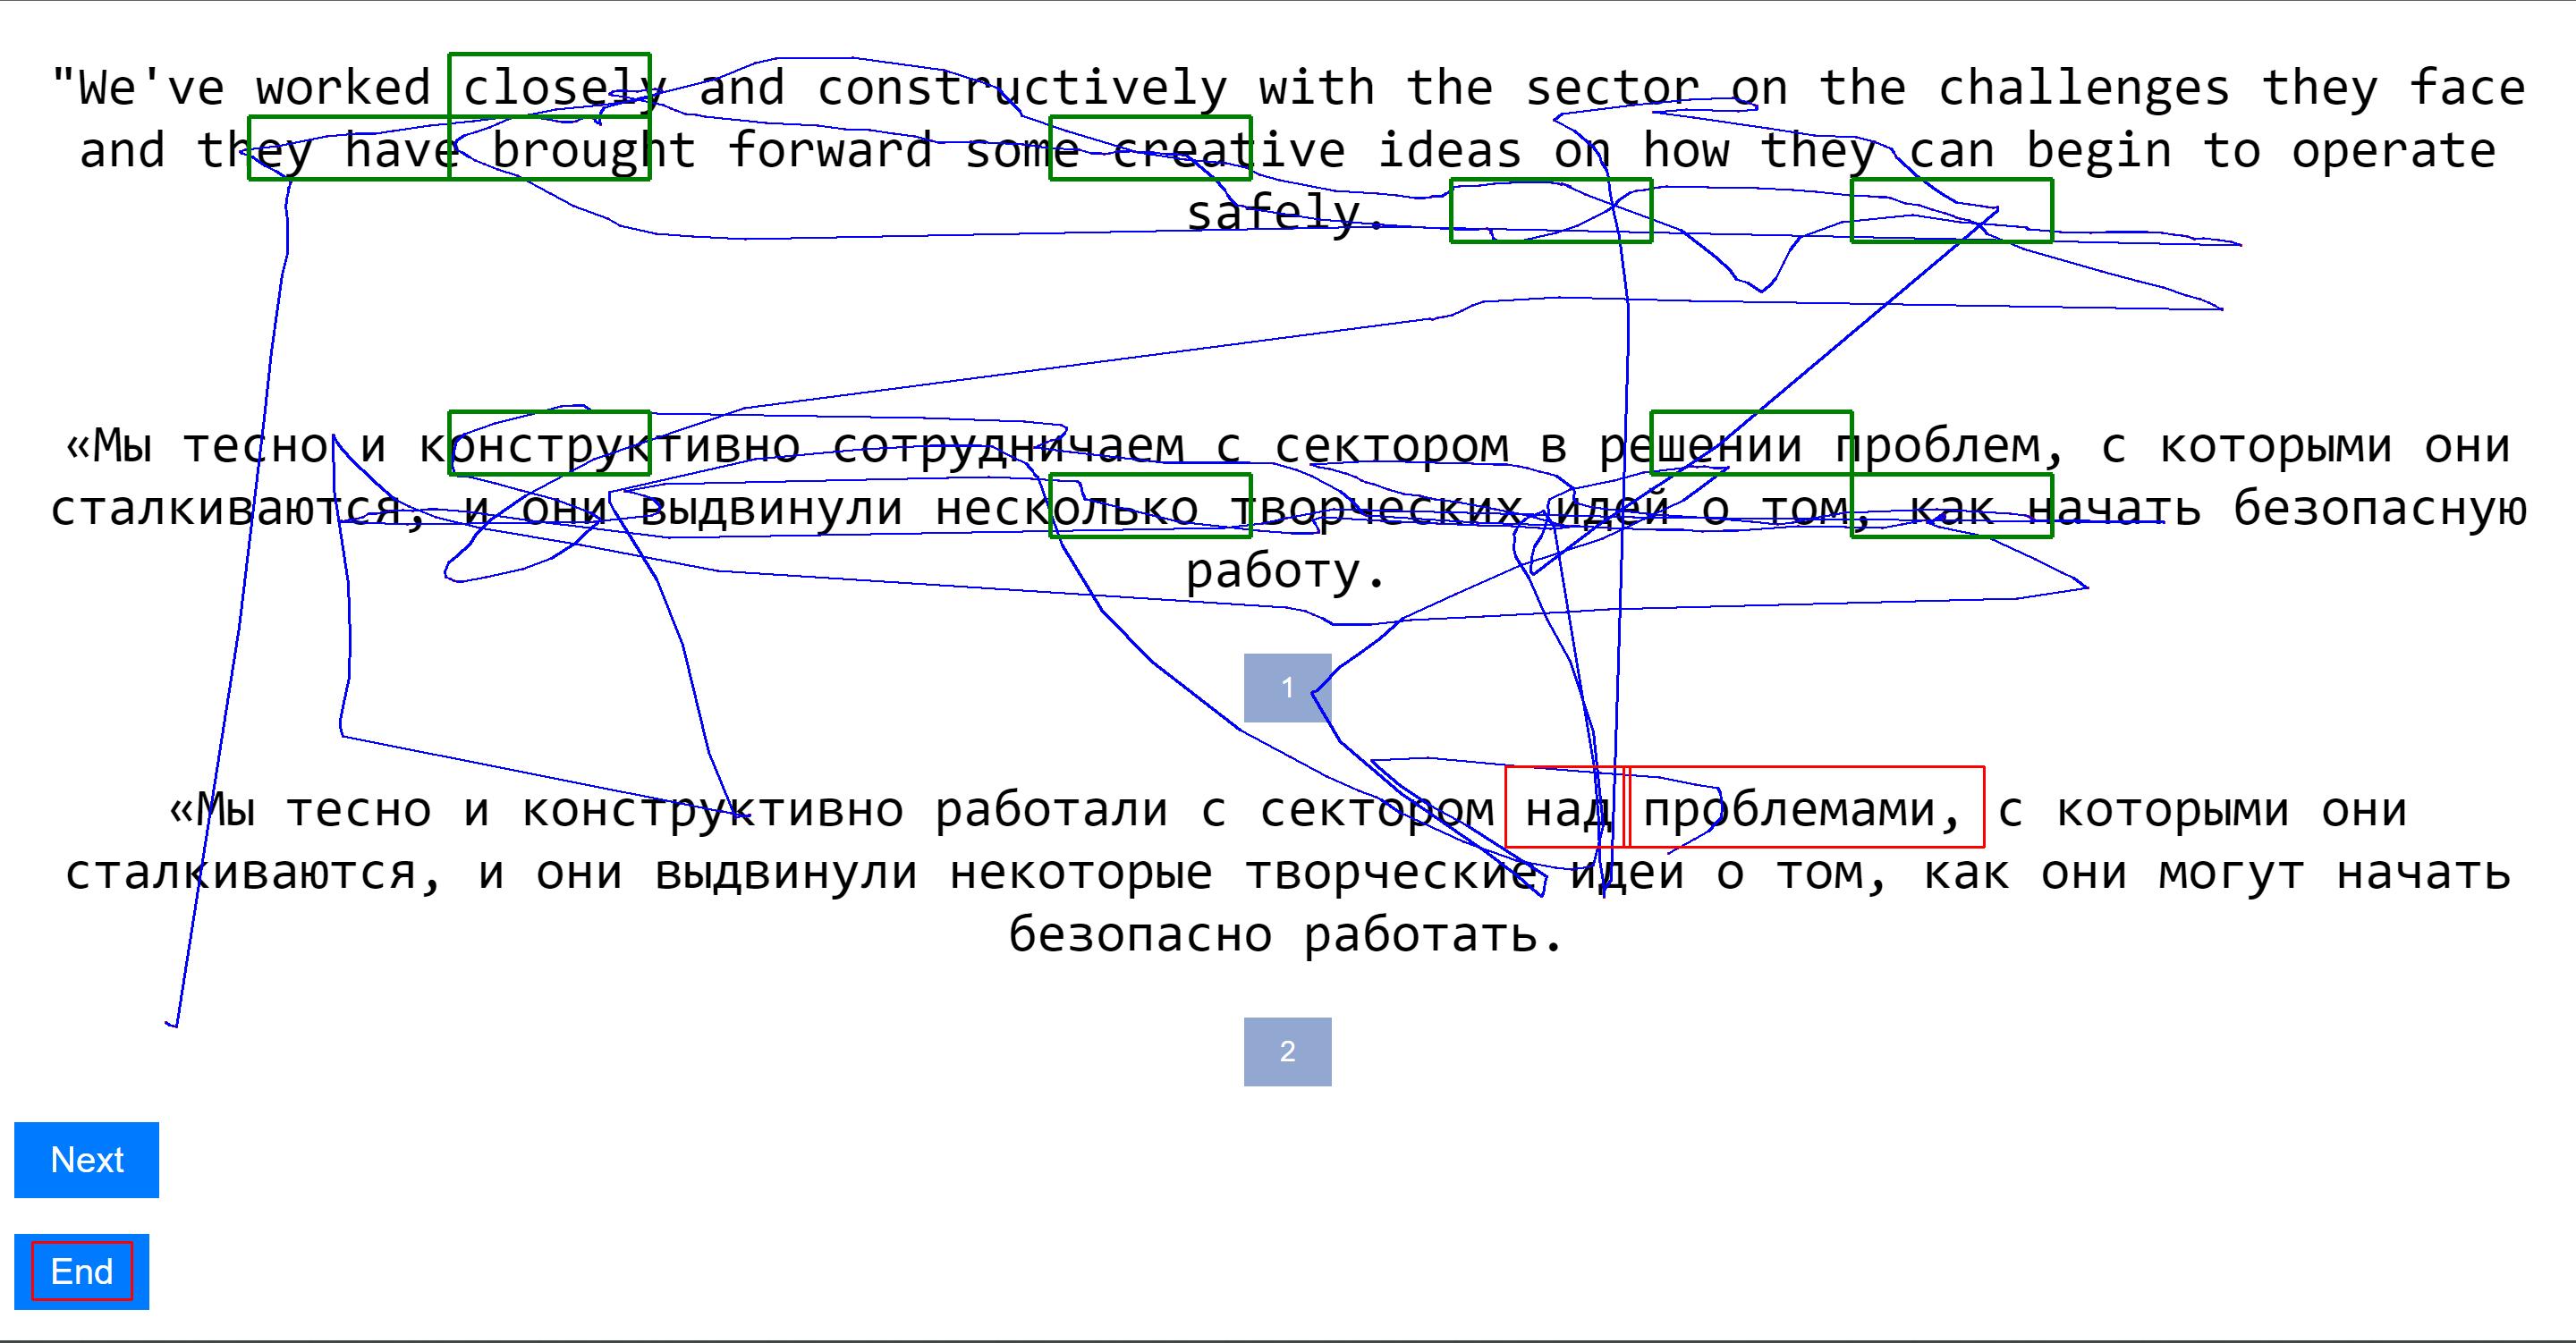 "We've worked closely and constructively with the sector on the challenges they face
and they have brought forward some creative ideas on how they can begin to operate
safely.
«Мы тесно и конструктивно сотрудничаем с сектором в решении проблем, с которыми они
сталкиваются, и они выдвинули несколько творческих идей о том, как начать безопасную
работу.
1
«Мы тесно и конструктивно работали с сектором над проблемами, с которыми они
сталкиваются, и они выдвинули некоторые творческие идеи о том, как они могут начать
безопасно работать.
2
Next
End